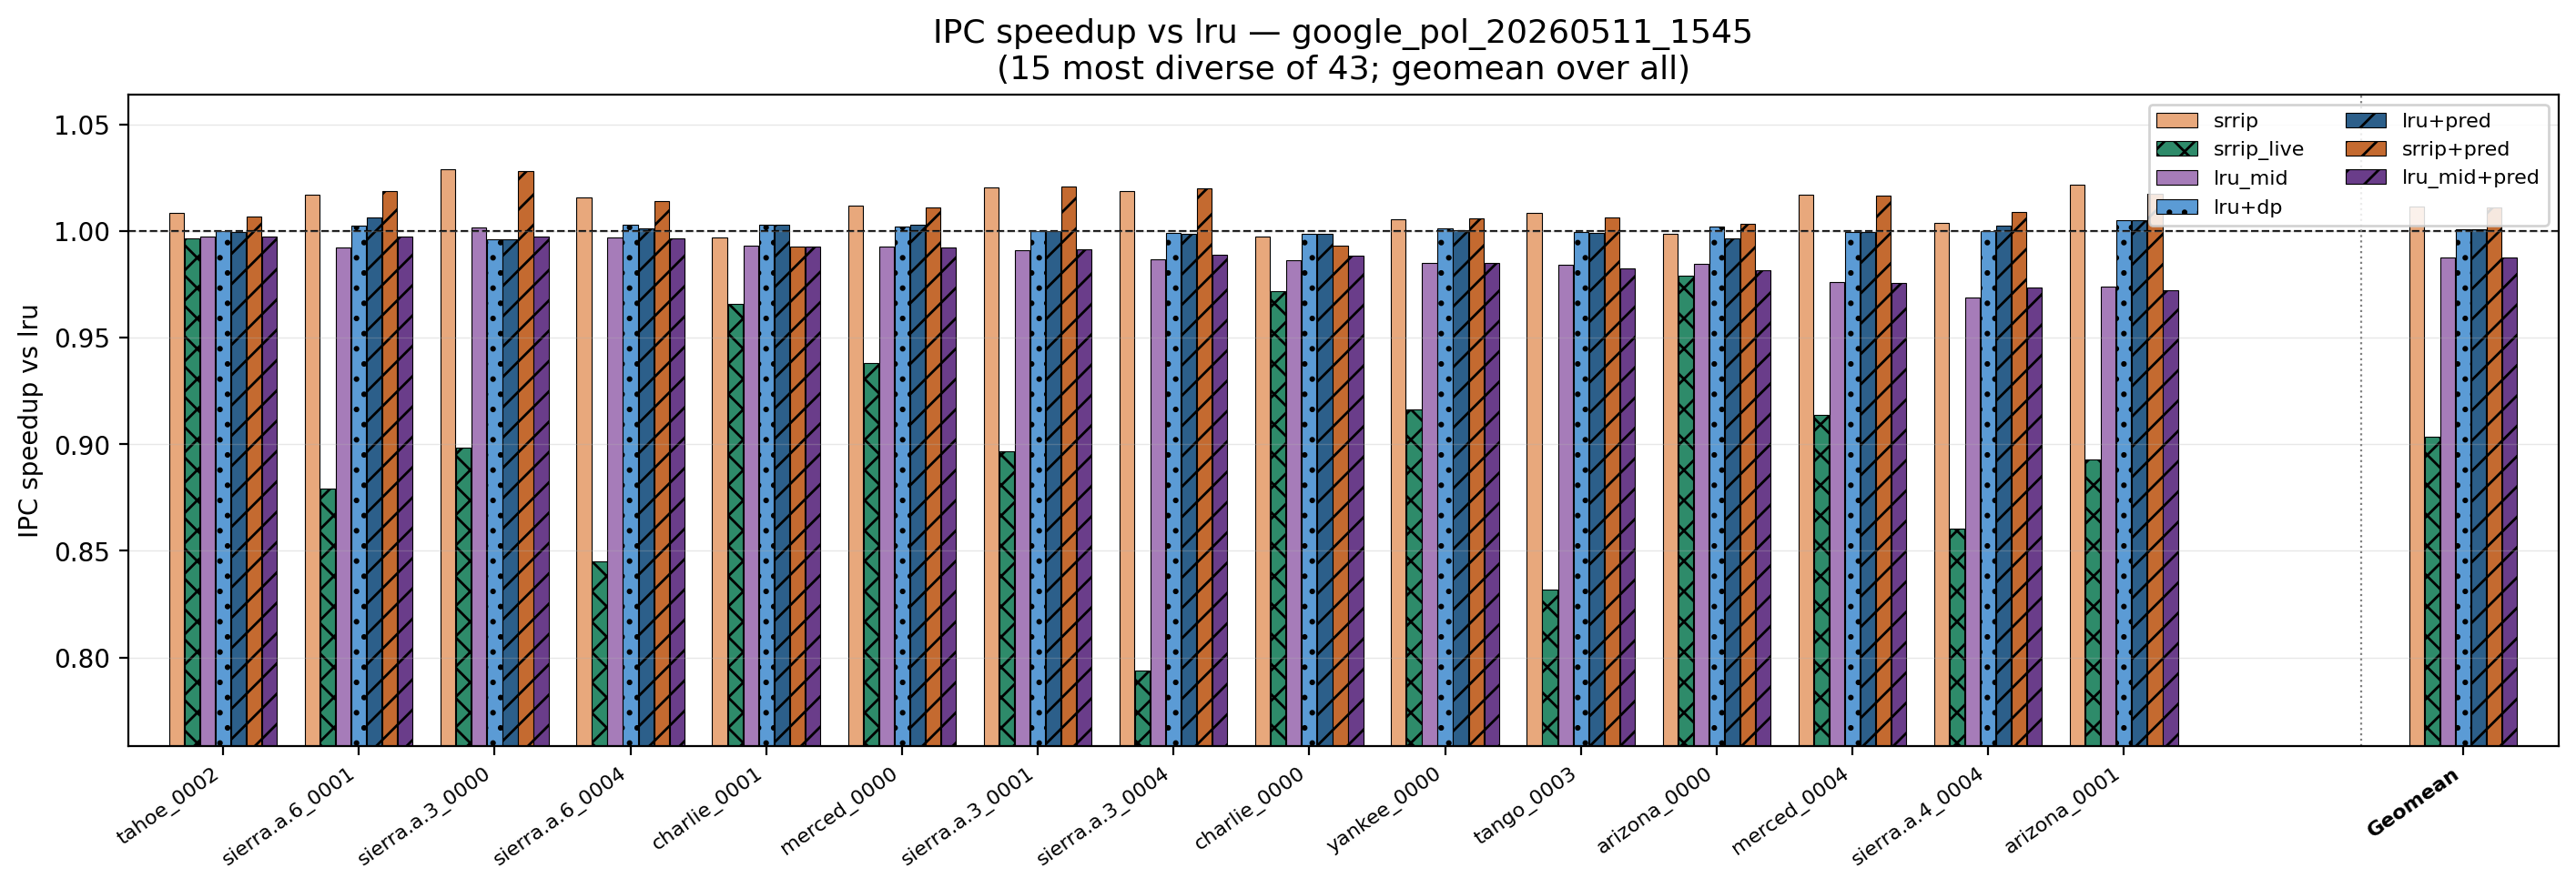 IPC speedup vs lru — google_pol_20260511_1545
(15 most diverse of 43; geomean over all)
IPC speedup vs lru
1.05
1.00
0.95
0.90
0.85
0.80
srrip
srrip_live
lru_mid
lru+dp
lru+pred
srrip+pred
lru_mid+pred
tahoe_0002
sierra.a.6_0001
sierra.a.3_0000
sierra.a.6_0004
charlie_0001
merced_0000
sierra.a.3_0001
sierra.a.3_0004
charlie_0000
yankee_0000
tango_0003
arizona_0000
merced_0004
sierra.a.4_0004
arizona_0001
Geomean